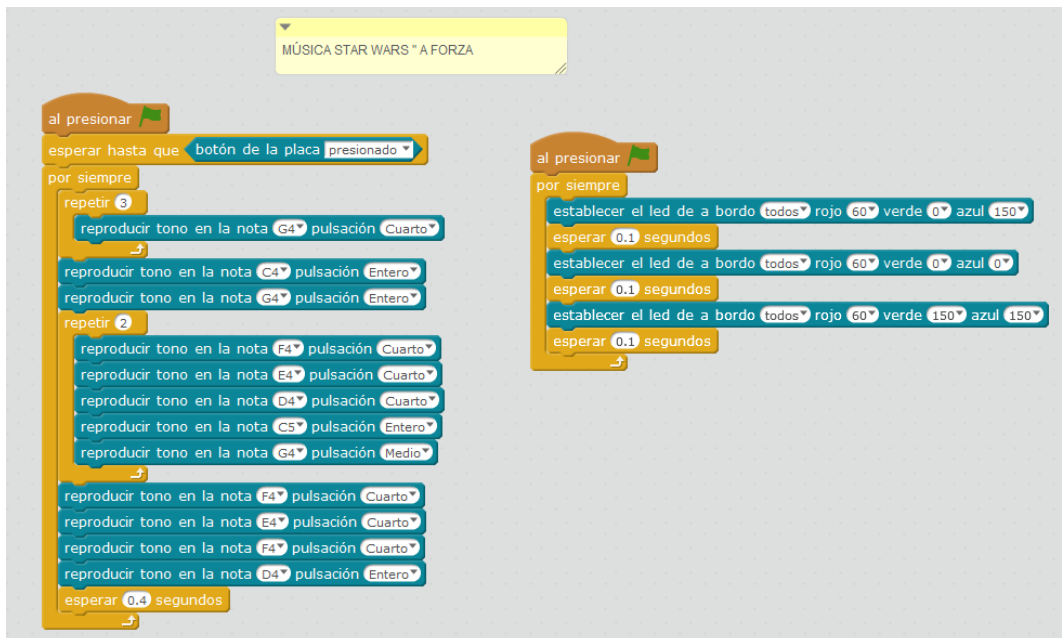 MÚSICA STAR WARS " A FORZA
al presionar
esperar hasta que botón de la placa presionado
por siempre
repetir 3
reproducir tono en la nota G4 pulsación Cuarto
reproducir tono en la nota C4 pulsación Entero
reproducir tono en la nota G4 pulsación Entero
repetir 2
reproducir tono en la nota F4 pulsación Cuarto
reproducir tono en la nota E4 pulsación Cuarto
reproducir tono en la nota D4 pulsación Cuarto
reproducir tono en la nota C5 pulsación Entero
reproducir tono en la nota G4 pulsación Medio
reproducir tono en la nota F4 pulsación Cuarto
reproducir tono en la nota E4 pulsación Cuarto
reproducir tono en la nota F4 pulsación Cuarto
reproducir tono en la nota D4 pulsación Entero
esperar 0.4 segundos
al presionar
por siempre
establecer el led de a bordo todos rojo 60 verde 0 azul 150
esperar 0.1 segundos
establecer el led de a bordo todos rojo 60 verde 0 azul 0
esperar 0.1 segundos
establecer el led de a bordo todos rojo 60 verde 150 azul 150
esperar 0.1 segundos